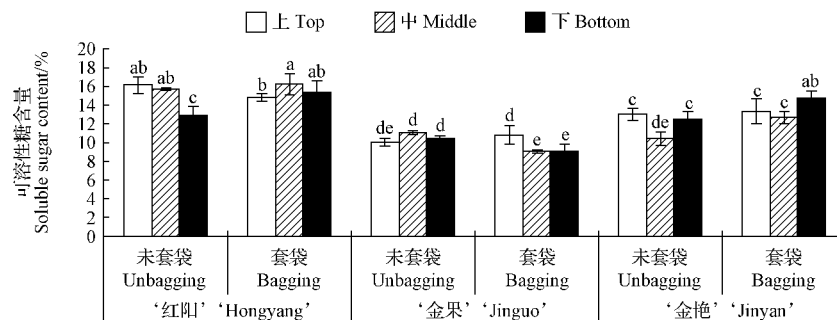 上 Top 中 Middle 下 Bottom
可溶性糖含量
Soluble sugar content/%
20
18
16
14
12
10
8
6
4
2
0
ab ab c b a ab de d d d e e c de c c c ab
未套袋 套袋 未套袋 套袋 未套袋 套袋
Unbagging Bagging Unbagging Bagging Unbagging Bagging
‘红阳’‘Hongyang’ ‘金果’‘Jinguo’ ‘金艳’‘Jinyan’